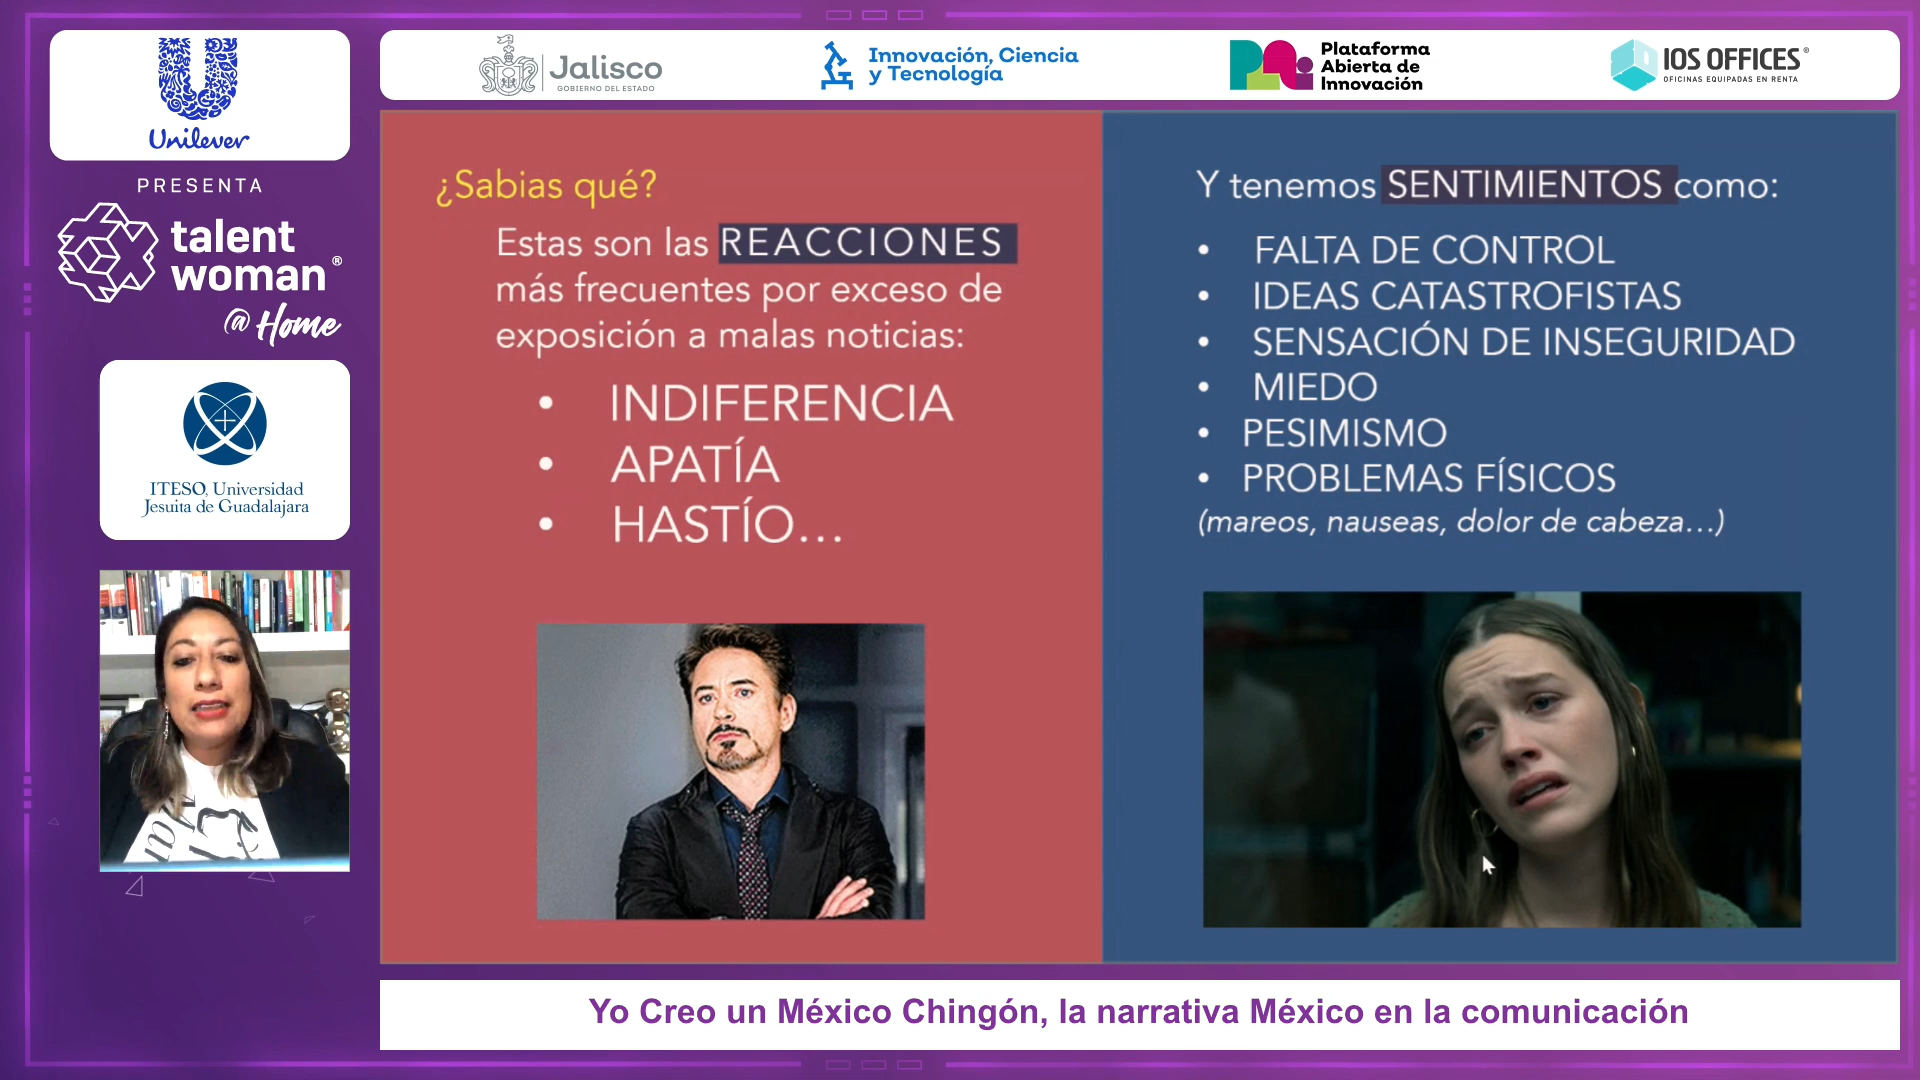 Unilever
PRESENTA
talent
woman®
@Home
ITESO, Universidad
Jesuita de Guadalajara
Jalisco
GOBIERNO DEL ESTADO
Innovación, Ciencia
y Tecnología
Plataforma
Abierta de
Innovación
IOS OFFICES®
OFICINAS EQUIPADAS EN RENTA
¿Sabias qué?
Estas son las REACCIONES
más frecuentes por exceso de
exposición a malas noticias:
• INDIFERENCIA
• APATÍA
• HASTÍO...
Y tenemos SENTIMIENTOS como:
• FALTA DE CONTROL
• IDEAS CATASTROFISTAS
• SENSACIÓN DE INSEGURIDAD
• MIEDO
• PESIMISMO
• PROBLEMAS FÍSICOS
(mareos, nauseas, dolor de cabeza...)
Yo Creo un México Chingón, la narrativa México en la comunicación